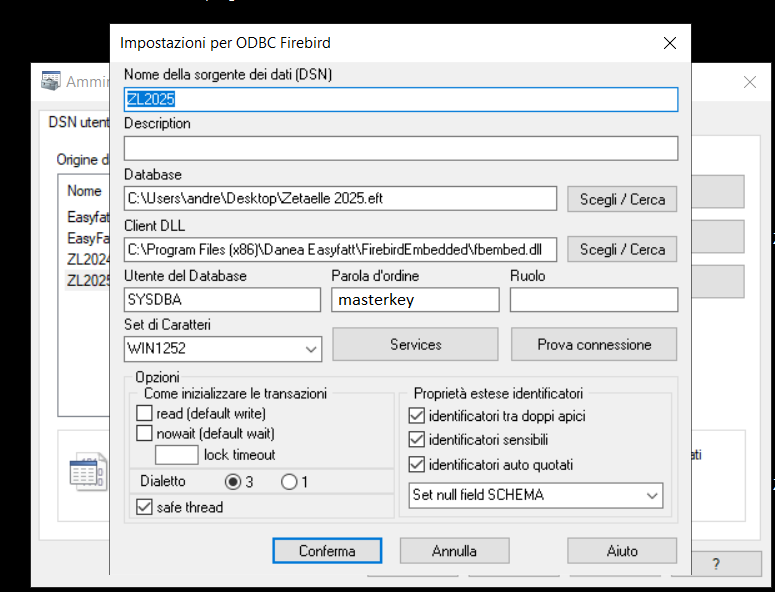 Impostazioni per ODBC Firebird
Nome della sorgente dei dati (DSN)
ZL2025
Description
Database
C:\Users\andre\Desktop\Zetaelle 2025.eft
Scegli / Cerca
Client DLL
C:\Program Files (x86)\Danea Easyfatt\FirebirdEmbedded\fbembed.dll
Scegli / Cerca
Utente del Database
Parola d'ordine
Ruolo
SYSDBA
masterkey
Set di Caratteri
WIN1252
Services
Prova connessione
Opzioni
Come inizializzare le transazioni
read (default write)
nowait (default wait)
lock timeout
Dialetto
3
1
safe thread
Proprietà estese identificatori
identificatori tra doppi apici
identificatori sensibili
identificatori auto quotati
Set null field SCHEMA
Conferma
Annulla
Aiuto
Ammin
DSN utent
Origine d
Nome
Easyfat
EasyFa
ZL2024
ZL2025
ati
?